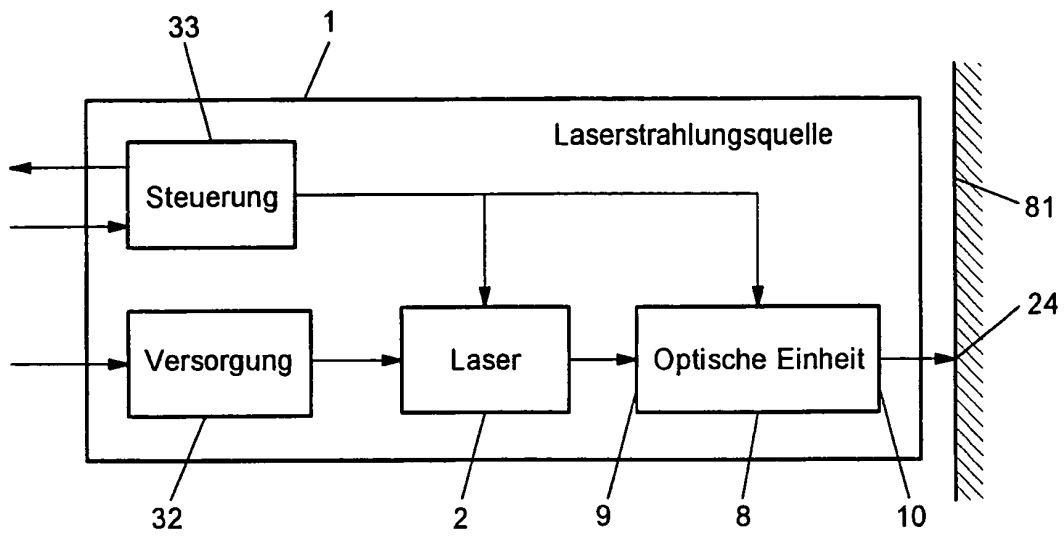 33
1
Laserstrahlungsquelle
Steuerung
81
24
Versorgung
Laser
Optische Einheit
32
2
9
8
10